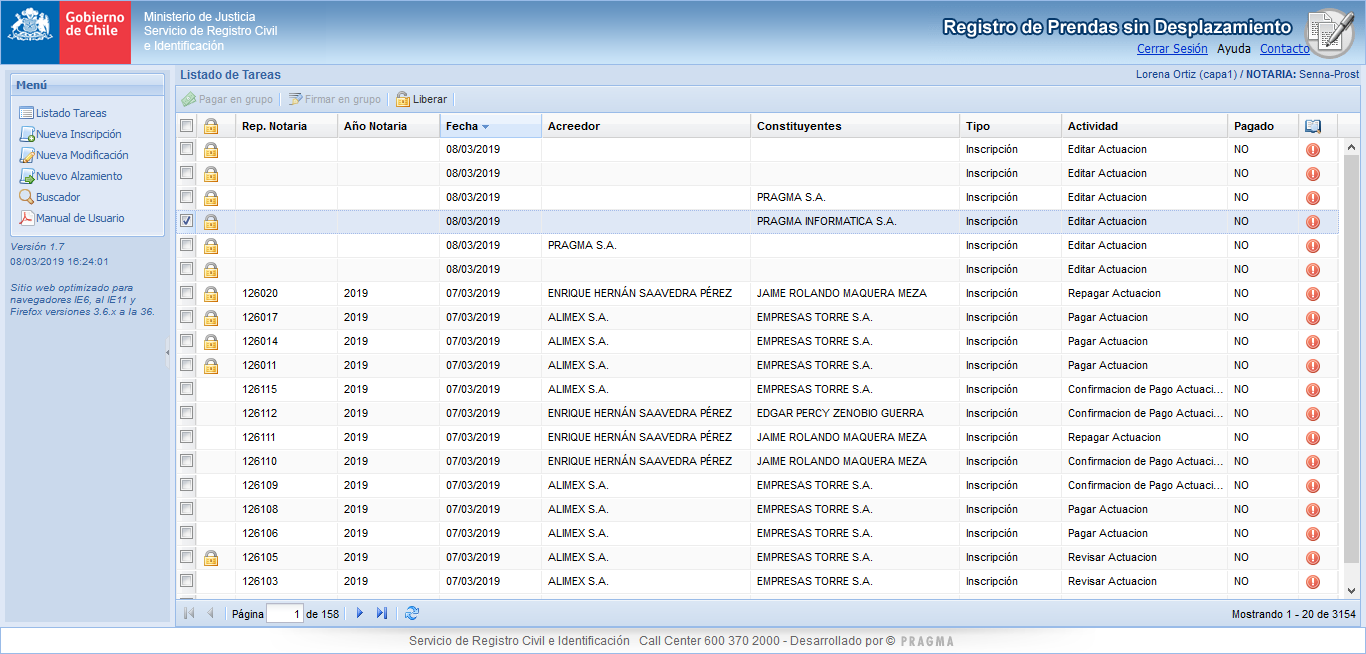 Gobierno
de Chile
Ministerio de Justicia
Servicio de Registro Civil
e Identificación
Registro de Prendas sin Desplazamiento
Cerrar Sesión Ayuda Contacto
Menú
Listado Tareas
Nueva Inscripción
Nueva Modificación
Nuevo Alzamiento
Buscador
Manual de Usuario
Versión 1.7
08/03/2019 16:24:01
Sitio web optimizado para
navegadores IE6, al IE11 y
Firefox versiones 3.6.x a la 36.
Listado de Tareas
Lorena Ortiz (capa1) / NOTARIA: Senna-Prost
Pagar en grupo Firmar en grupo Liberar
Rep. Notaria Año Notaria Fecha Acreedor Constituyentes Tipo Actividad Pagado
08/03/2019 Inscripción Editar Actuacion NO
08/03/2019 Inscripción Editar Actuacion NO
08/03/2019 PRAGMA S.A. Inscripción Editar Actuacion NO
08/03/2019 PRAGMA INFORMATICA S.A. Inscripción Editar Actuacion NO
08/03/2019 PRAGMA S.A. Inscripción Editar Actuacion NO
08/03/2019 Inscripción Editar Actuacion NO
126020 2019 07/03/2019 ENRIQUE HERNÁN SAAVEDRA PÉREZ JAIME ROLANDO MAQUERA MEZA Inscripción Repagar Actuacion NO
126017 2019 07/03/2019 ALIMEX S.A. EMPRESAS TORRE S.A. Inscripción Pagar Actuacion NO
126014 2019 07/03/2019 ALIMEX S.A. EMPRESAS TORRE S.A. Inscripción Pagar Actuacion NO
126011 2019 07/03/2019 ALIMEX S.A. EMPRESAS TORRE S.A. Inscripción Pagar Actuacion NO
126115 2019 07/03/2019 ALIMEX S.A. EMPRESAS TORRE S.A. Inscripción Confirmacion de Pago Actuaci... NO
126112 2019 07/03/2019 ENRIQUE HERNÁN SAAVEDRA PÉREZ EDGAR PERCY ZENOBIO GUERRA Inscripción Confirmacion de Pago Actuaci... NO
126111 2019 07/03/2019 ENRIQUE HERNÁN SAAVEDRA PÉREZ JAIME ROLANDO MAQUERA MEZA Inscripción Repagar Actuacion NO
126110 2019 07/03/2019 ENRIQUE HERNÁN SAAVEDRA PÉREZ JAIME ROLANDO MAQUERA MEZA Inscripción Confirmacion de Pago Actuaci... NO
126109 2019 07/03/2019 ALIMEX S.A. EMPRESAS TORRE S.A. Inscripción Confirmacion de Pago Actuaci... NO
126108 2019 07/03/2019 ALIMEX S.A. EMPRESAS TORRE S.A. Inscripción Pagar Actuacion NO
126106 2019 07/03/2019 ALIMEX S.A. EMPRESAS TORRE S.A. Inscripción Pagar Actuacion NO
126105 2019 07/03/2019 ALIMEX S.A. EMPRESAS TORRE S.A. Inscripción Revisar Actuacion NO
126103 2019 07/03/2019 ALIMEX S.A. EMPRESAS TORRE S.A. Inscripción Revisar Actuacion NO
Página 1 de 158 Mostrando 1 - 20 de 3154
Servicio de Registro Civil e Identificación Call Center 600 370 2000 - Desarrollado por © PRAGMA